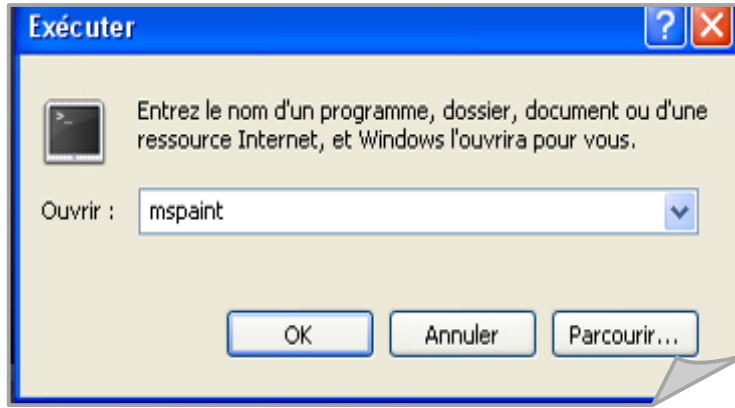 Exécuter
Entrez le nom d'un programme, dossier, document ou d'une
ressource Internet, et Windows l'ouvrira pour vous.
Ouvrir : mspaint
OK Annuler Parcourir...